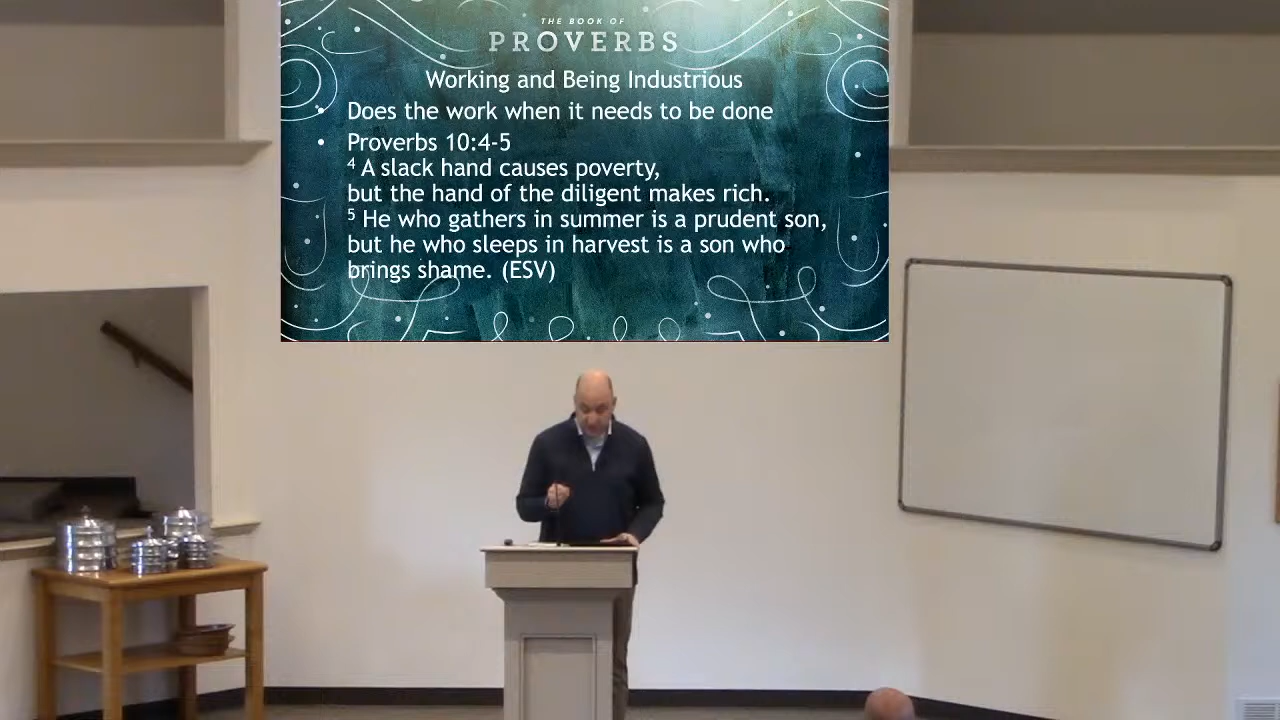 THE BOOK OF
PROVERBS
Working and Being Industrious
• Does the work when it needs to be done
• Proverbs 10:4-5
⁴ A slack hand causes poverty,
but the hand of the diligent makes rich.
⁵ He who gathers in summer is a prudent son,
but he who sleeps in harvest is a son who
brings shame. (ESV)